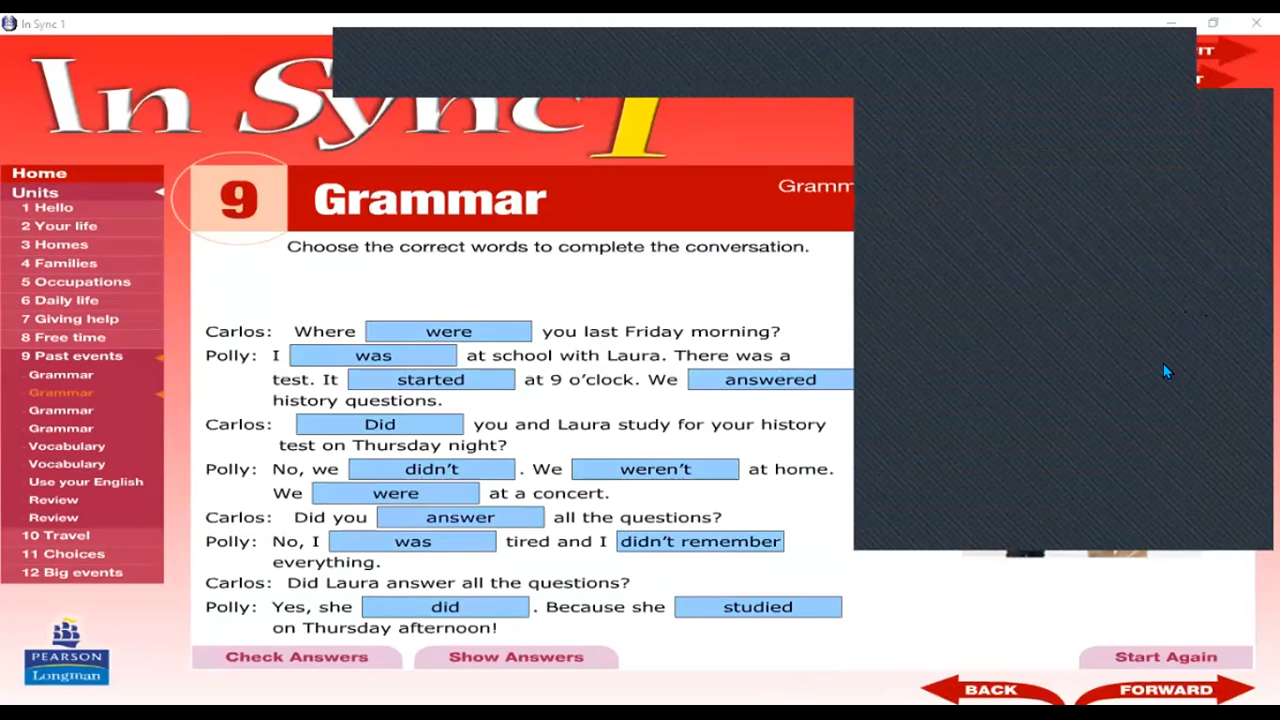 In Sync 1
In Sync 1
Home
Units
1 Hello
2 Your life
3 Homes
4 Families
5 Occupations
6 Daily life
7 Giving help
8 Free time
9 Past events
Grammar
Grammar
Grammar
Grammar
Vocabulary
Vocabulary
Use your English
Review
Review
10 Travel
11 Choices
12 Big events
PEARSON
Longman
9 Grammar
Choose the correct words to complete the conversation.
Carlos: Where were you last Friday morning?
Polly: I was at school with Laura. There was a
test. It started at 9 o'clock. We answered
history questions.
Carlos: Did you and Laura study for your history
test on Thursday night?
Polly: No, we didn't . We weren't at home.
We were at a concert.
Carlos: Did you answer all the questions?
Polly: No, I was tired and I didn't remember
everything.
Carlos: Did Laura answer all the questions?
Polly: Yes, she did . Because she studied
on Thursday afternoon!
Check Answers
Show Answers
Start Again
BACK
FORWARD